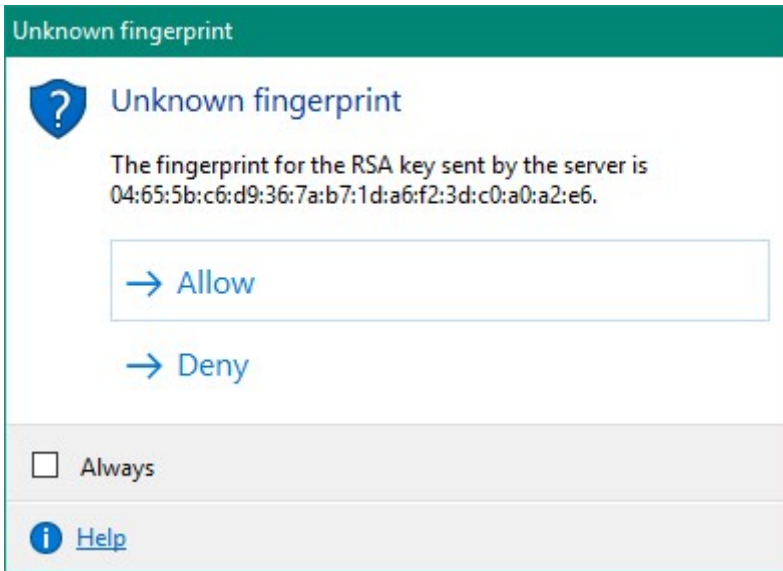 Unknown fingerprint
Unknown fingerprint
The fingerprint for the RSA key sent by the server is
04:65:5b:c6:d9:36:7a:b7:1d:a6:f2:3d:c0:a0:a2:e6.
Allow
Deny
Always
Help